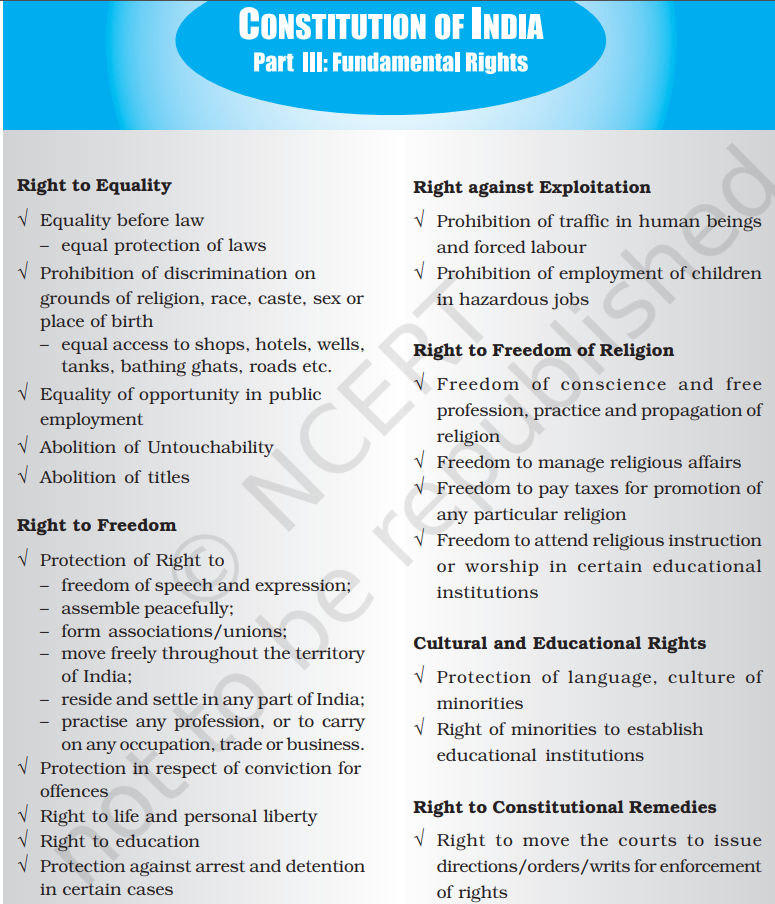 CONSTITUTION OF INDIA
Part III: Fundamental Rights
Right to Equality
√ Equality before law
– equal protection of laws
√ Prohibition of discrimination on
grounds of religion, race, caste, sex or
place of birth
– equal access to shops, hotels, wells,
tanks, bathing ghats, roads etc.
√ Equality of opportunity in public
employment
√ Abolition of Untouchability
√ Abolition of titles
Right to Freedom
√ Protection of Right to
– freedom of speech and expression;
– assemble peacefully;
– form associations/unions;
– move freely throughout the territory
of India;
– reside and settle in any part of India;
– practise any profession, or to carry
on any occupation, trade or business.
√ Protection in respect of conviction for
offences
√ Right to life and personal liberty
√ Right to education
√ Protection against arrest and detention
in certain cases
Right against Exploitation
√ Prohibition of traffic in human beings
and forced labour
√ Prohibition of employment of children
in hazardous jobs
Right to Freedom of Religion
√ Freedom of conscience and free
profession, practice and propagation of
religion
√ Freedom to manage religious affairs
√ Freedom to pay taxes for promotion of
any particular religion
√ Freedom to attend religious instruction
or worship in certain educational
institutions
Cultural and Educational Rights
√ Protection of language, culture of
minorities
√ Right of minorities to establish
educational institutions
Right to Constitutional Remedies
√ Right to move the courts to issue
directions/orders/writs for enforcement
of rights
© NCERT
not to be republished